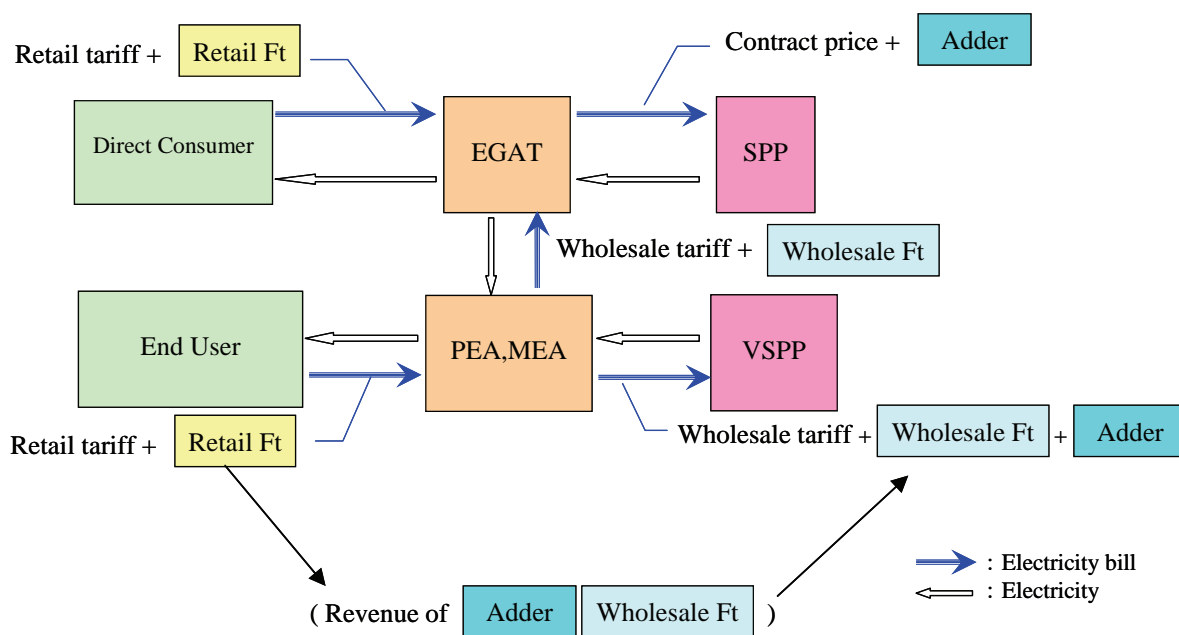 Retail tariff + Retail Ft
Contract price + Adder
Direct Consumer
EGAT
SPP
Wholesale tariff + Wholesale Ft
End User
PEA,MEA
VSPP
Retail tariff + Retail Ft
Wholesale tariff + Wholesale Ft + Adder
: Electricity bill
: Electricity
( Revenue of Adder Wholesale Ft )